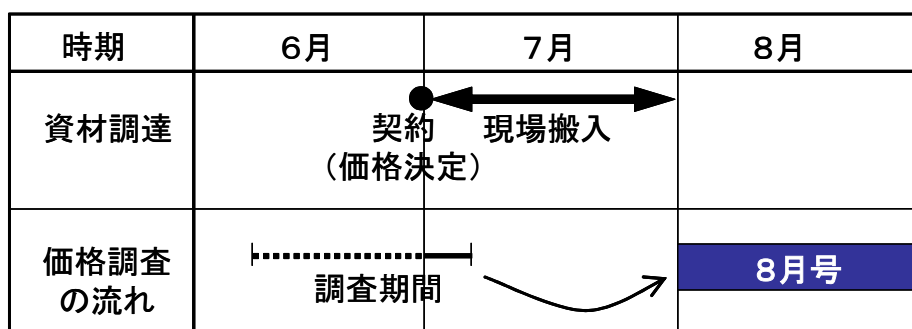 時期
6月
7月
8月
資材調達
契約
(価格決定)
現場搬入
価格調査
の流れ
調査期間
8月号